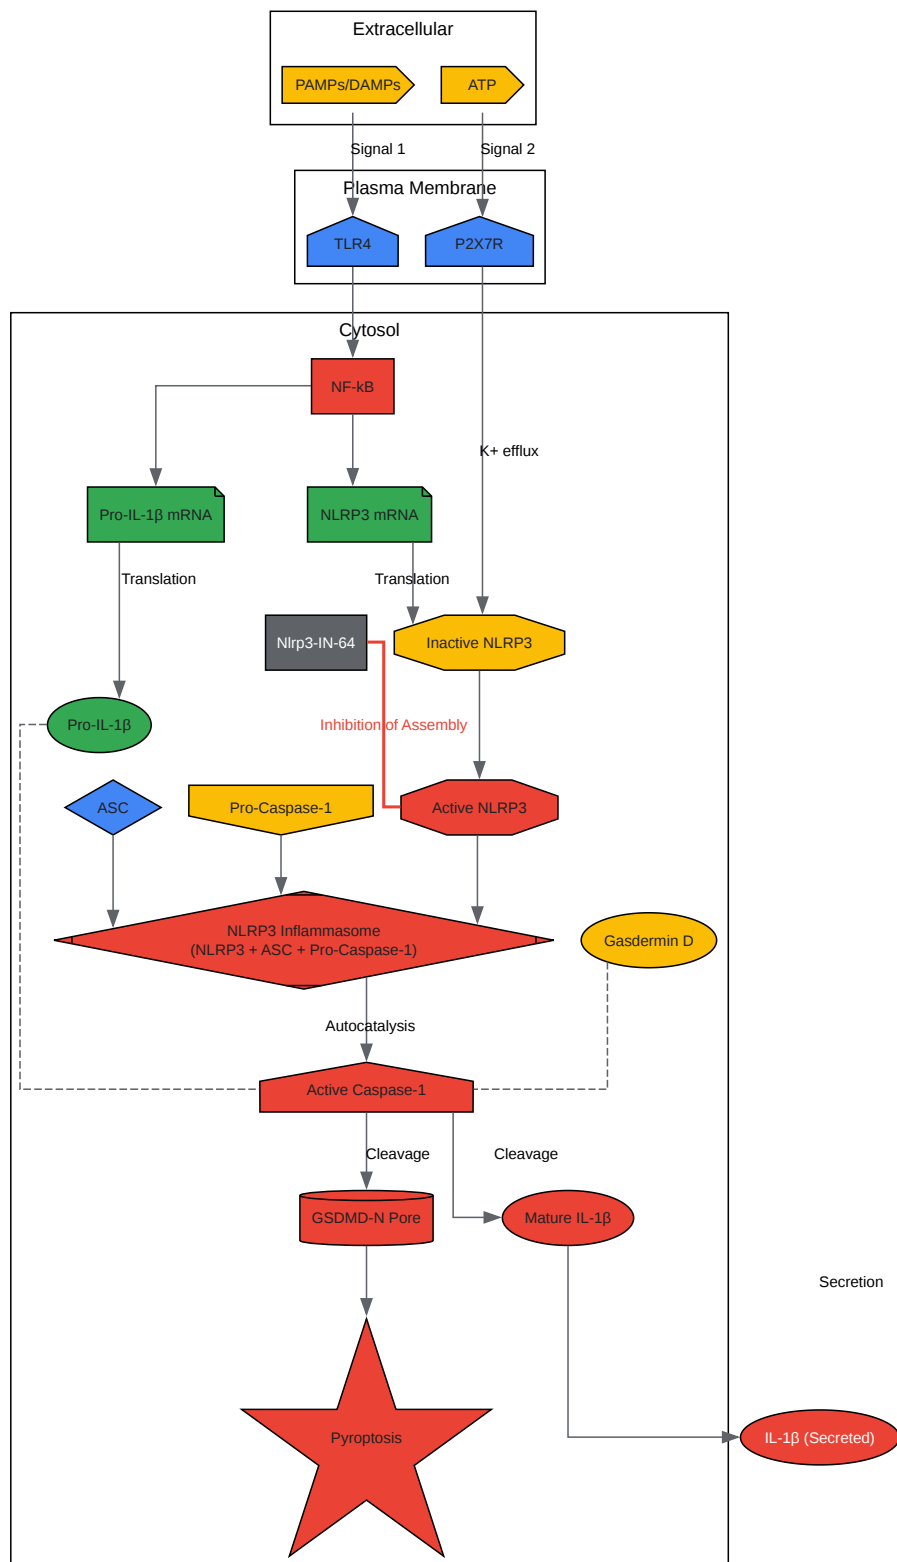 Extracellular
PAMPs/DAMPs
ATP
Signal 1
Signal 2
Plasma Membrane
TLR4
P2X7R
Cytosol
NF-kB
K+ efflux
Pro-IL-1β mRNA
NLRP3 mRNA
Translation
Translation
Nlrp3-IN-64
Inactive NLRP3
Pro-IL-1β
Inhibition of Assembly
ASC
Pro-Caspase-1
Active NLRP3
NLRP3 Inflammasome
(NLRP3 + ASC + Pro-Caspase-1)
Gasdermin D
Autocatalysis
Active Caspase-1
Cleavage
Cleavage
GSDMD-N Pore
Mature IL-1β
Secretion
Pyroptosis
IL-1β (Secreted)